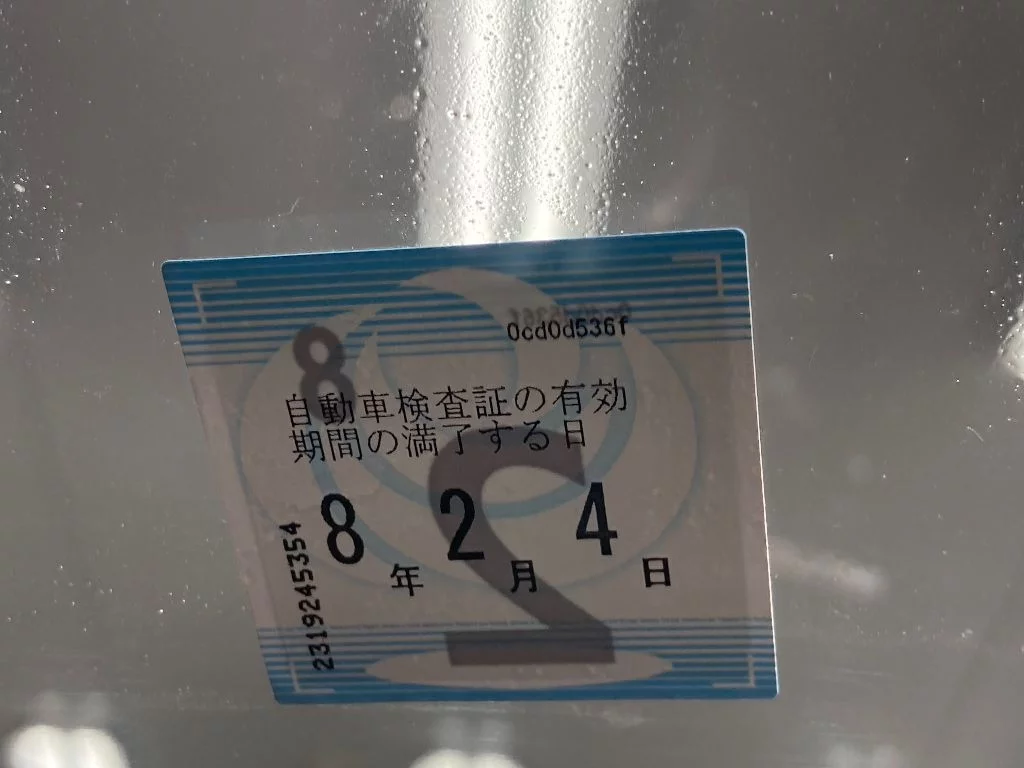 0cd0d536f
自動車検査証の有効
期間の満了する日
8年 2月 4日
2319245354
8
2